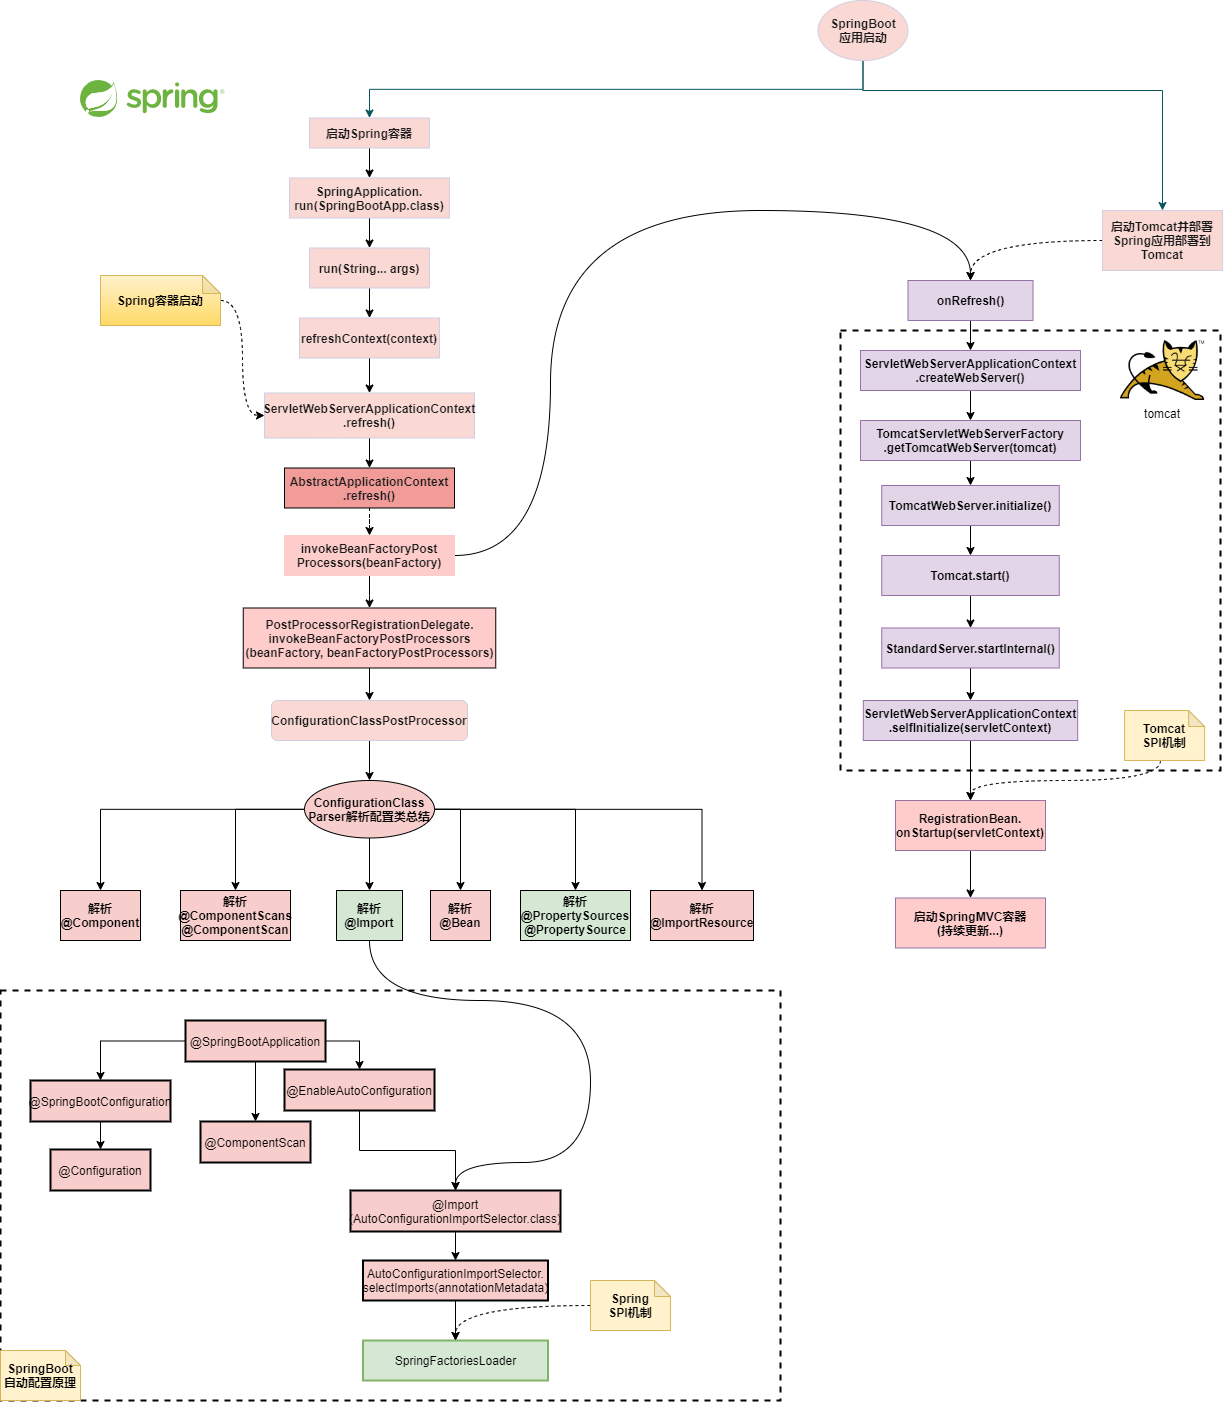 SpringBoot
应用启动
spring
启动Spring容器
SpringApplication.
run(SpringBootApp.class)
run(String... args)
Spring容器启动
refreshContext(context)
ServletWebServerApplicationContext
.refresh()
AbstractApplicationContext
.refresh()
invokeBeanFactoryPost
Processors(beanFactory)
PostProcessorRegistrationDelegate.
invokeBeanFactoryPostProcessors
(beanFactory, beanFactoryPostProcessors)
ConfigurationClassPostProcessor
ConfigurationClass
Parser解析配置类总结
解析
@Component
解析
@ComponentScans
@ComponentScan
解析
@Import
解析
@Bean
解析
@PropertySources
@PropertySource
解析
@ImportResource
启动Tomcat并部署
Spring应用部署到
Tomcat
onRefresh()
ServletWebServerApplicationContext
.createWebServer()
TM
tomcat
TomcatServletWebServerFactory
.getTomcatWebServer(tomcat)
TomcatWebServer.initialize()
Tomcat.start()
StandardServer.startInternal()
ServletWebServerApplicationContext
.selfInitialize(servletContext)
Tomcat
SPI机制
RegistrationBean.
onStartup(servletContext)
启动SpringMVC容器
(持续更新...)
@SpringBootApplication
@SpringBootConfiguration
@EnableAutoConfiguration
@ComponentScan
@Configuration
@Import
(AutoConfigurationImportSelector.class)
AutoConfigurationImportSelector.
selectImports(annotationMetadata)
Spring
SPI机制
SpringFactoriesLoader
SpringBoot
自动配置原理